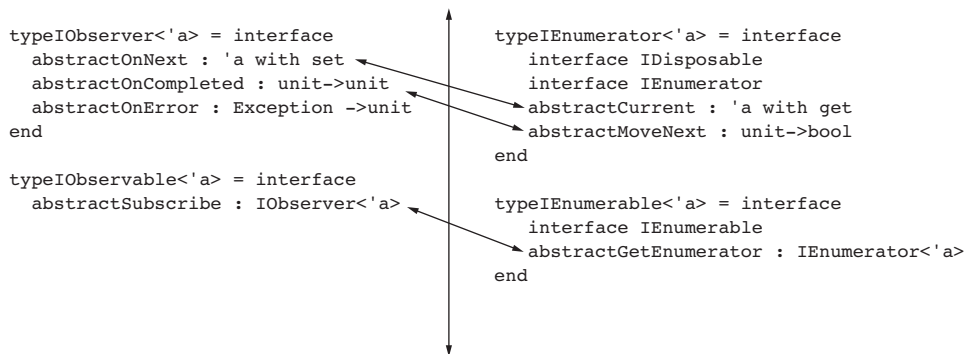 typeIObserver<'a> = interface
  abstractOnNext : 'a with set
  abstractOnCompleted : unit->unit
  abstractOnError : Exception ->unit
end
typeIObservable<'a> = interface
  abstractSubscribe : IObserver<'a>
typeIEnumerator<'a> = interface
   interface IDisposable
   interface IEnumerator
   abstractCurrent : 'a with get
   abstractMoveNext : unit->bool
end
typeIEnumerable<'a> = interface
   interface IEnumerable
   abstractGetEnumerator : IEnumerator<'a>
end